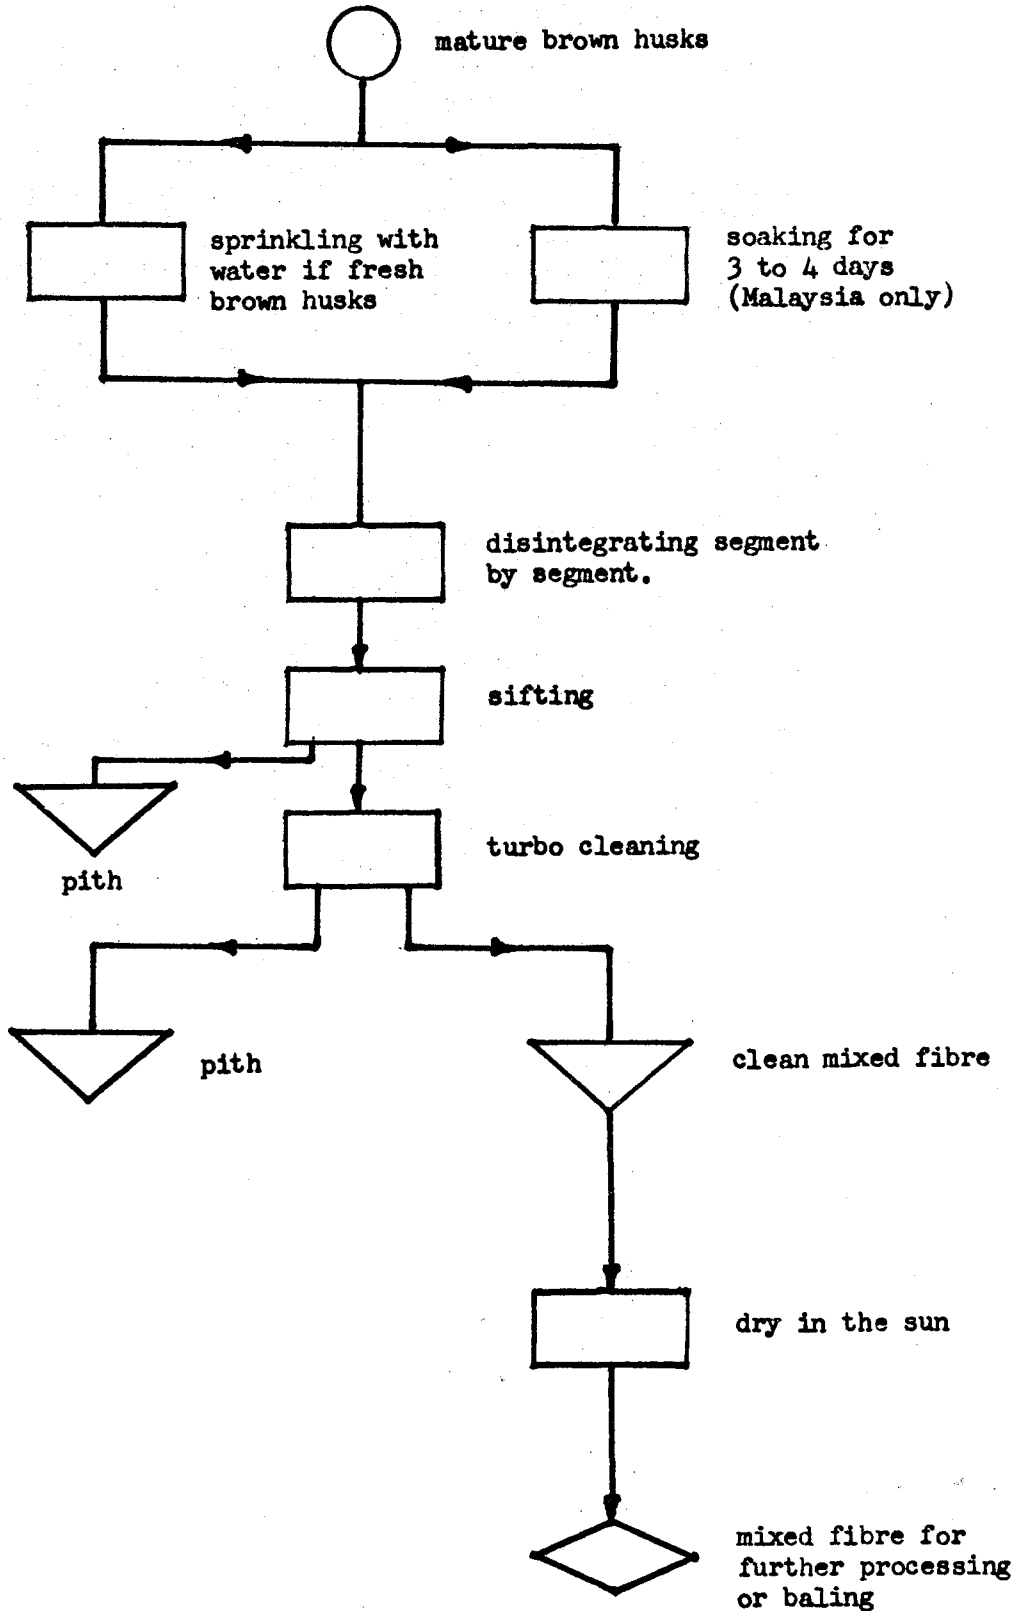 mature brown husks
sprinkling with
water if fresh
brown husks
soaking for
3 to 4 days
(Malaysia only)
disintegrating segment
by segment.
sifting
pith
turbo cleaning
pith
clean mixed fibre
dry in the sun
mixed fibre for
further processing
or baling